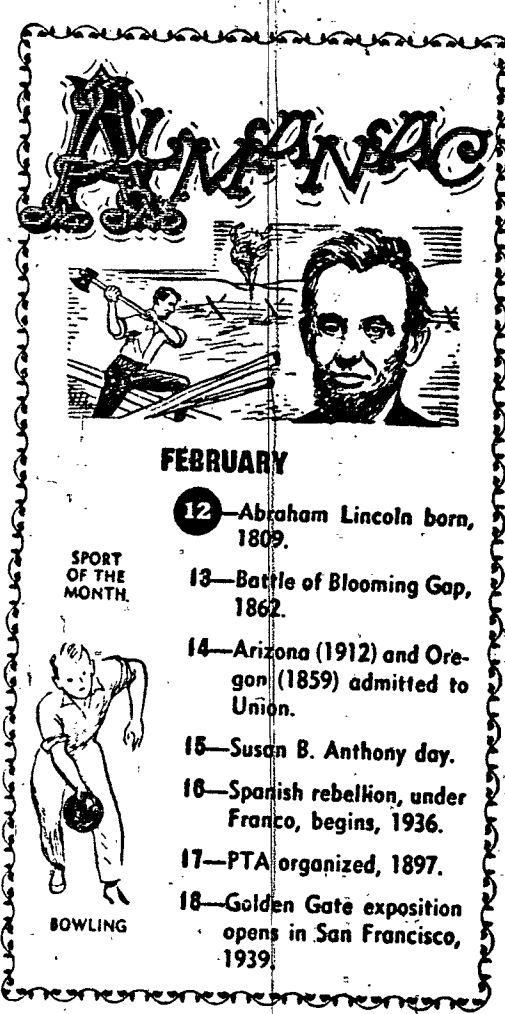 ALMANAC
FEBRUARY
12—Abraham Lincoln born,
1809.
13—Battle of Blooming Gap,
1862.
14—Arizona (1912) and Ore-
gon (1859) admitted to
Union.
15—Susan B. Anthony day.
16—Spanish rebellion, under
Franco, begins, 1936.
17—PTA organized, 1897.
18—Golden Gate exposition
opens in San Francisco,
1939.
SPORT
OF THE
MONTH
BOWLING